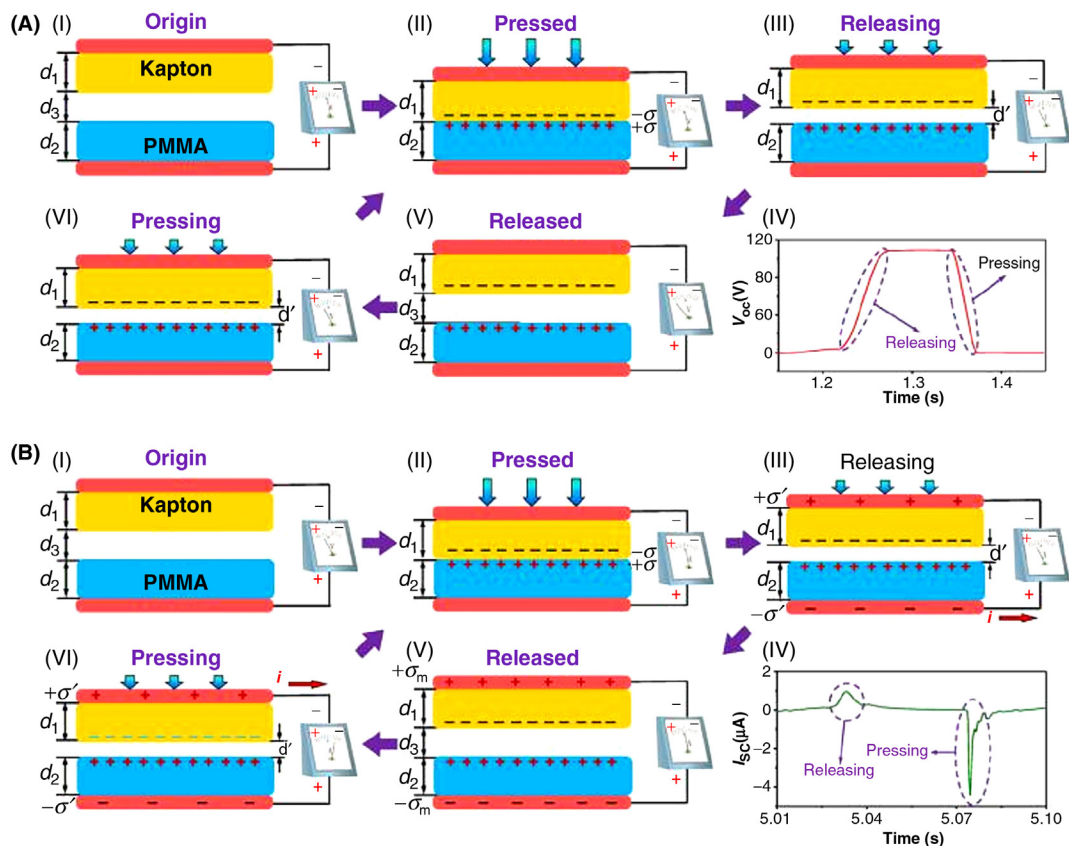 (A) (I) Origin
Kapton
PMMA
d1
d3
d2
−
+ −
+
(II) Pressed
d1
d2
−
−σ
+σ
+ −
+
(III) Releasing
d1
d2
d′
−
+ −
+
(VI) Pressing
d1
d2
d′
−
+ −
+
(V) Released
d1
d3
d2
−
+ −
+
(IV)
Voc(V)
120
80
60
0
Pressing
Releasing
1.2 1.3 1.4
Time (s)
(B) (I) Origin
Kapton
PMMA
d1
d3
d2
−
+ −
+
(II) Pressed
d1
d2
−
−σ
+σ
+ −
+
(III) Releasing
+σ′
d1
d2
d′
−σ′
−
+ −
+
i
(VI) Pressing
+σ′
i
d1
d2
d′
−σ′
−
+ −
+
(V) Released
+σm
d1
d3
d2
−σm
−
+ −
+
(IV)
ISC(μA)
2
0
−2
−4
Releasing
Pressing
5.01 5.04 5.07 5.10
Time (s)